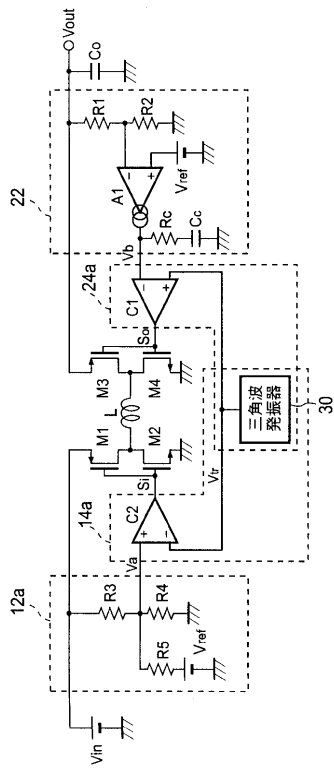 12a
14a
24a
22
Vin
R3
R4
R5
Vref
Va
C2
Si
M1
M2
L
M3
M4
So
C1
Vb
Rc
Cc
A1
Vref
R1
R2
Co
Vout
Vtr
三角波
発振器
30